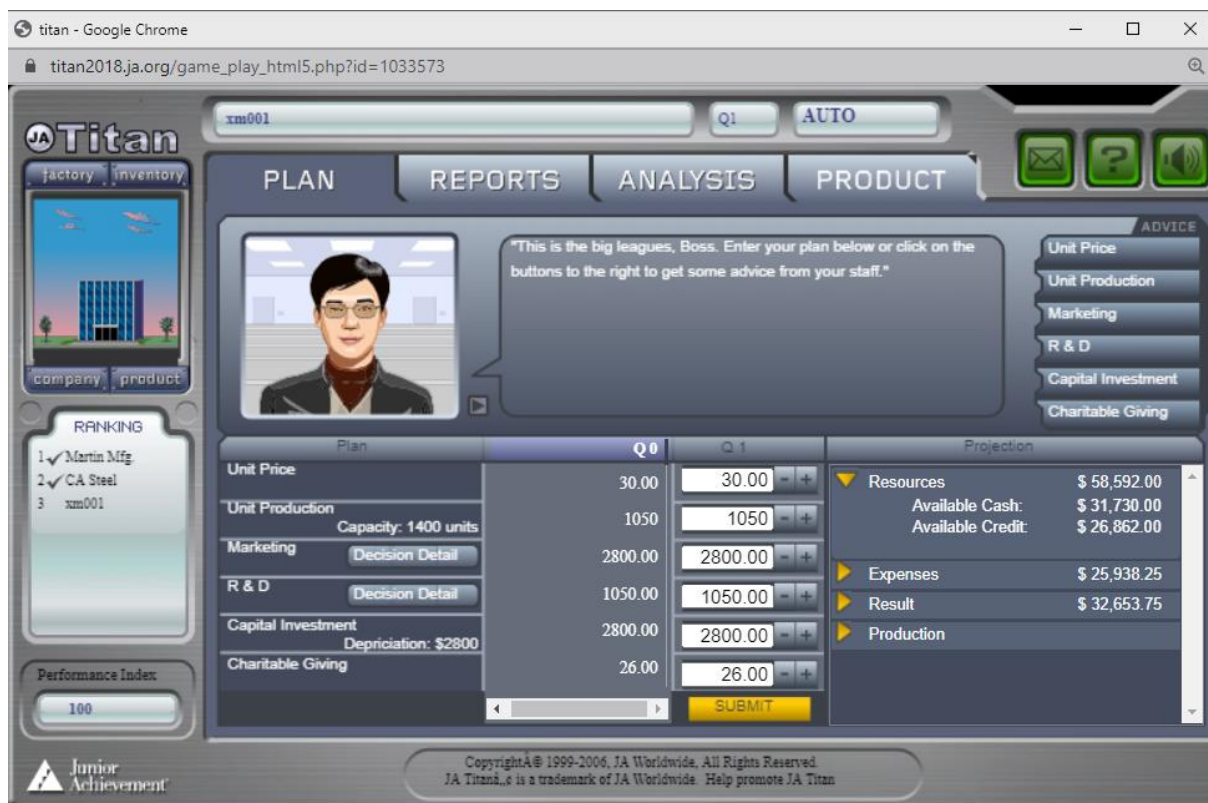 titan - Google Chrome
titan2018.ja.org/game_play_html5.php?id=1033573
JA Titan
xm001
Q1
AUTO
factory inventory
company product
PLAN
REPORTS
ANALYSIS
PRODUCT
"This is the big leagues, Boss. Enter your plan below or click on the
buttons to the right to get some advice from your staff."
ADVICE
Unit Price
Unit Production
Marketing
R & D
Capital Investment
Charitable Giving
RANKING
1 Martin Mfg.
2 CA Steel
3 xm001
Performance Index
100
Plan Q 0 Q 1 Projection
Unit Price 30.00 30.00 - +
Unit Production
Capacity: 1400 units 1050 1050 - +
Marketing Decision Detail 2800.00 2800.00 - +
R & D Decision Detail 1050.00 1050.00 - +
Capital Investment
Depriciation: $2800 2800.00 2800.00 - +
Charitable Giving 26.00 26.00 - +
SUBMIT
Resources $ 58,592.00
Available Cash: $ 31,730.00
Available Credit: $ 26,862.00
Expenses $ 25,938.25
Result $ 32,653.75
Production
Junior
Achievement
CopyrightÂ® 1999-2006, JA Worldwide, All Rights Reserved.
JA Titanâ„¢ is a trademark of JA Worldwide. Help promote JA Titan